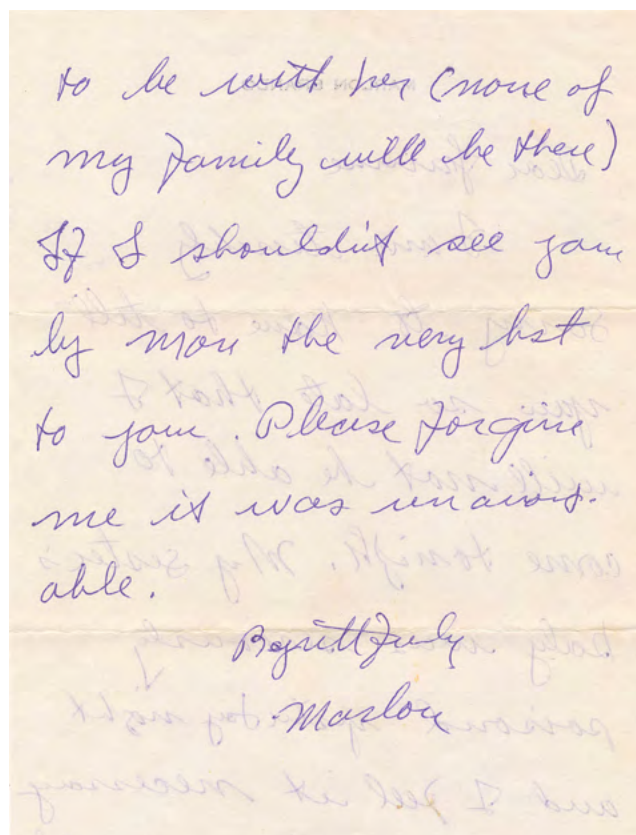 to be with her (none of
my family will be there)
If I shouldn't see you
by mon the very best
to you. Please forgive
me it was unavoid-
able.
Regretfully
Marlon